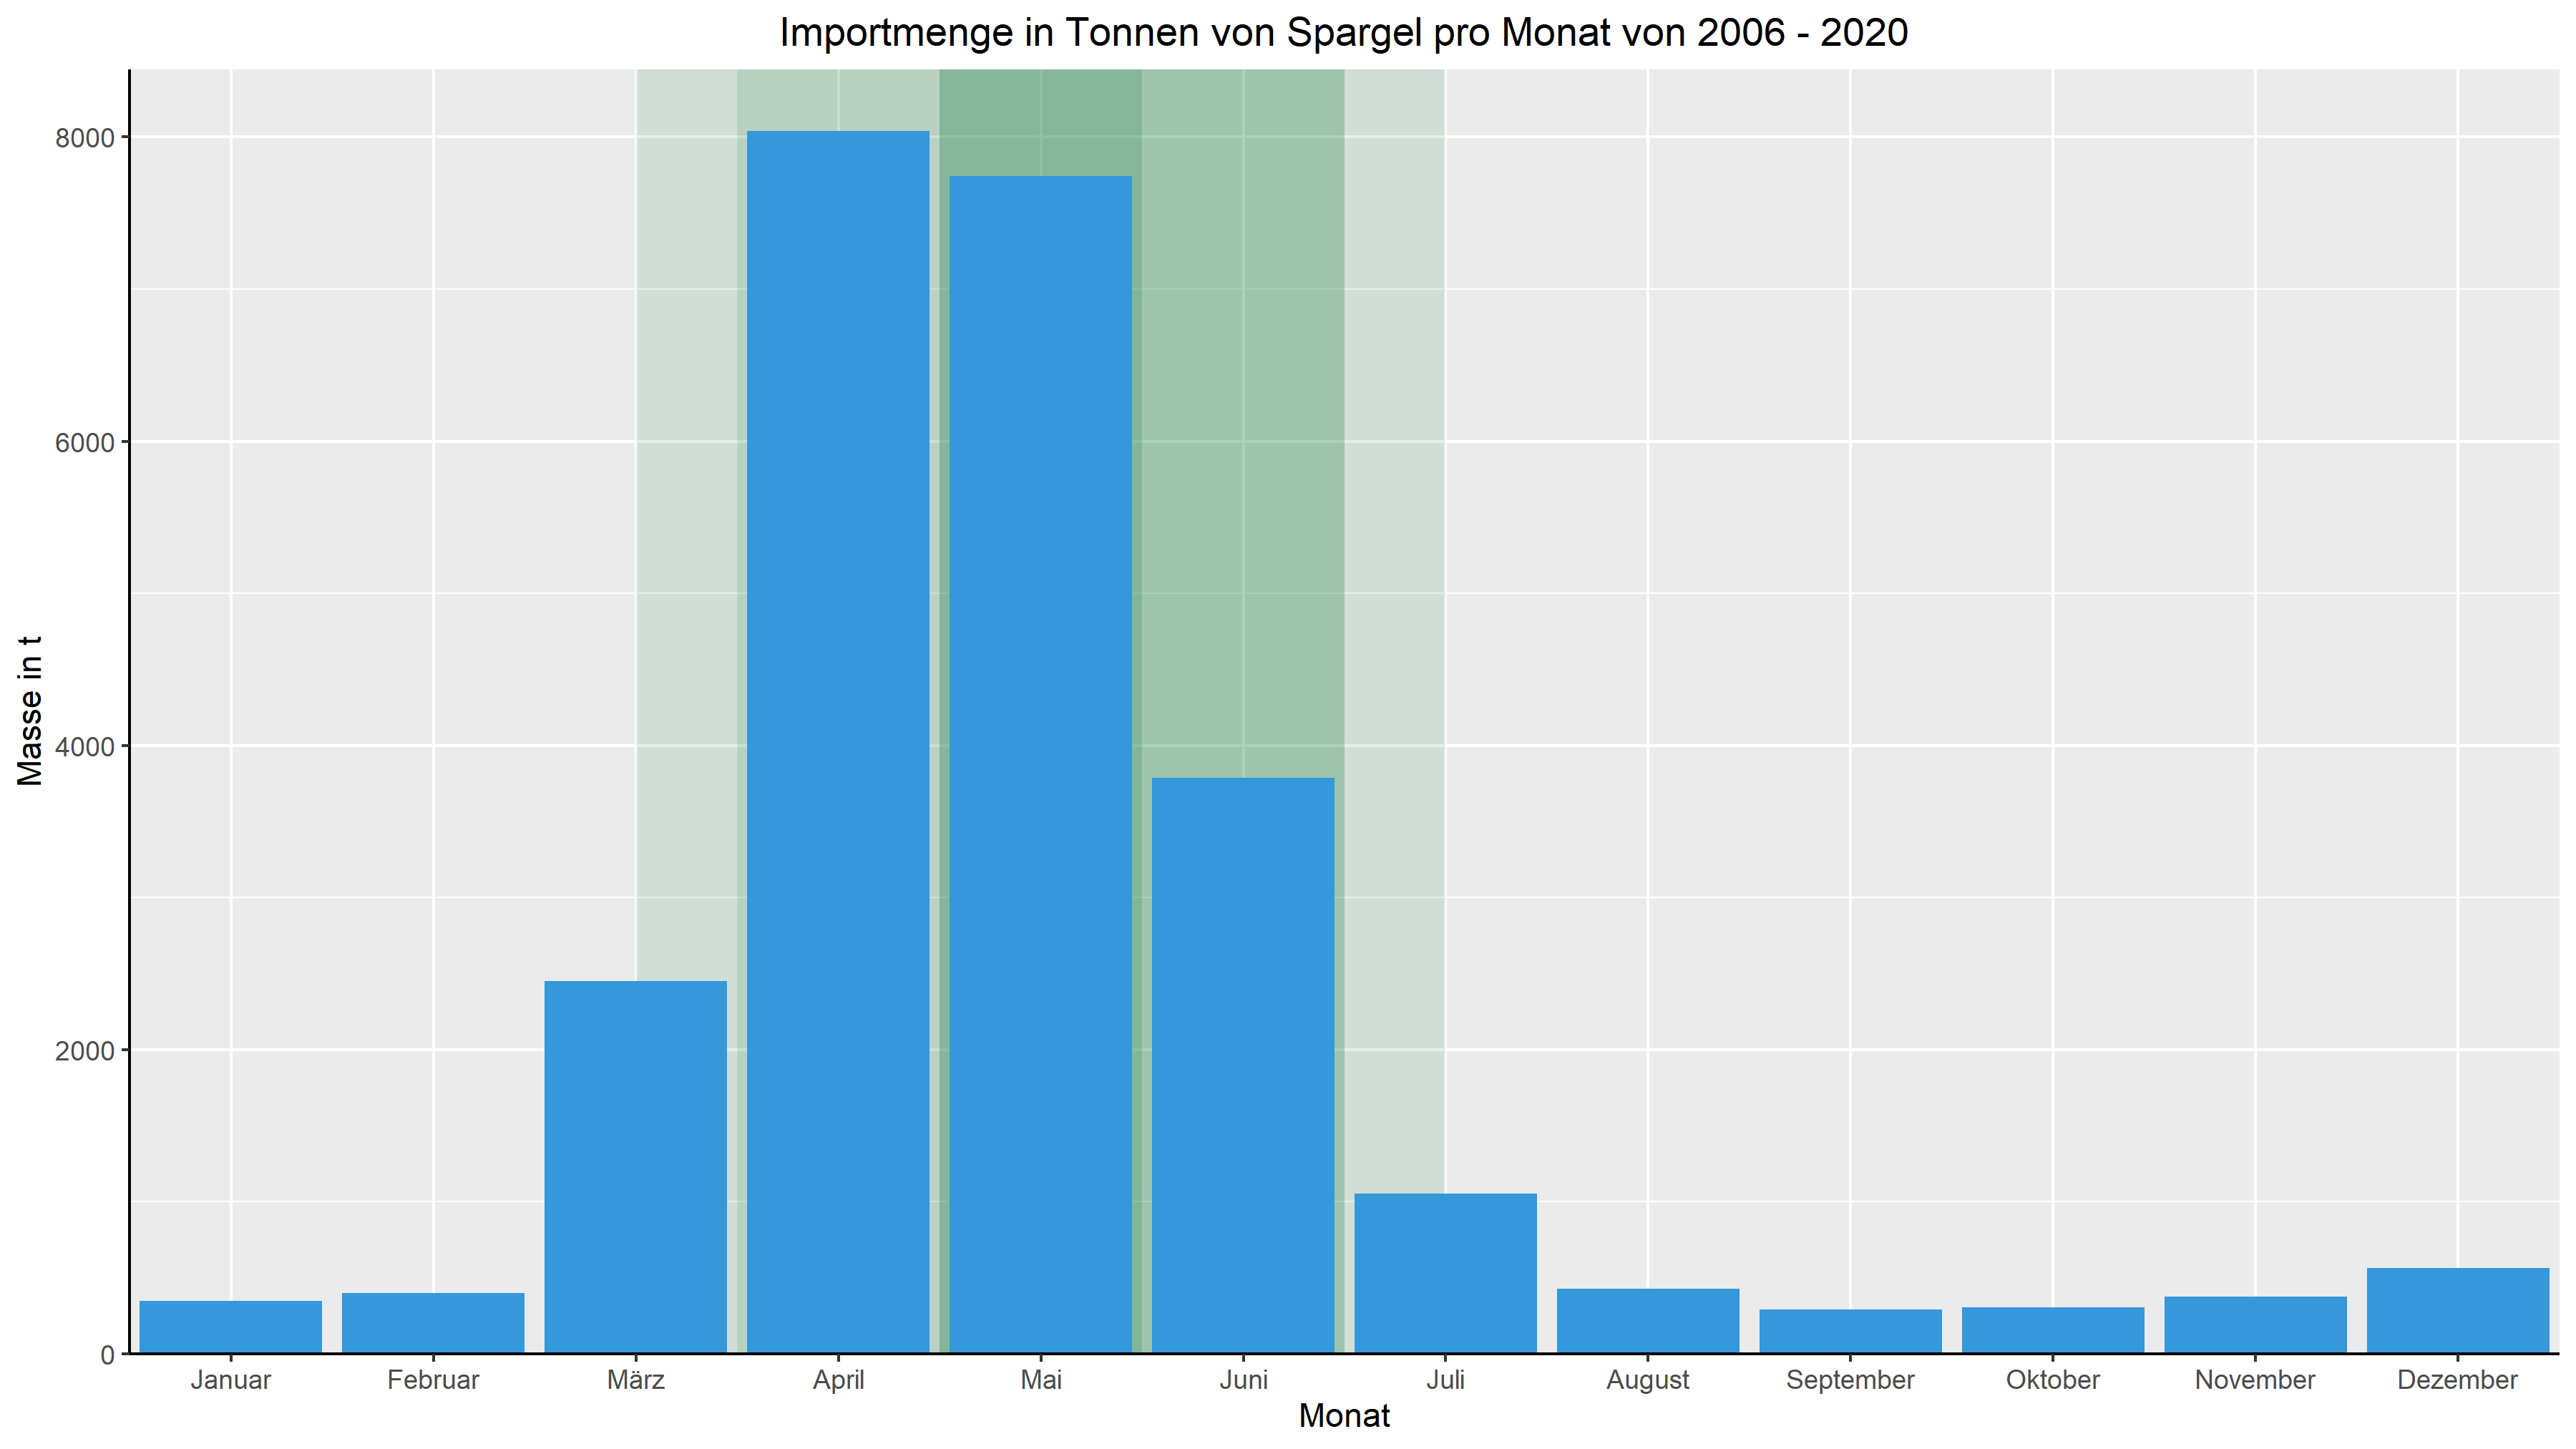 Importmenge in Tonnen von Spargel pro Monat von 2006 - 2020
Masse in t
8000
6000
4000
2000
0
Januar Februar März April Mai Juni Juli August September Oktober November Dezember
Monat